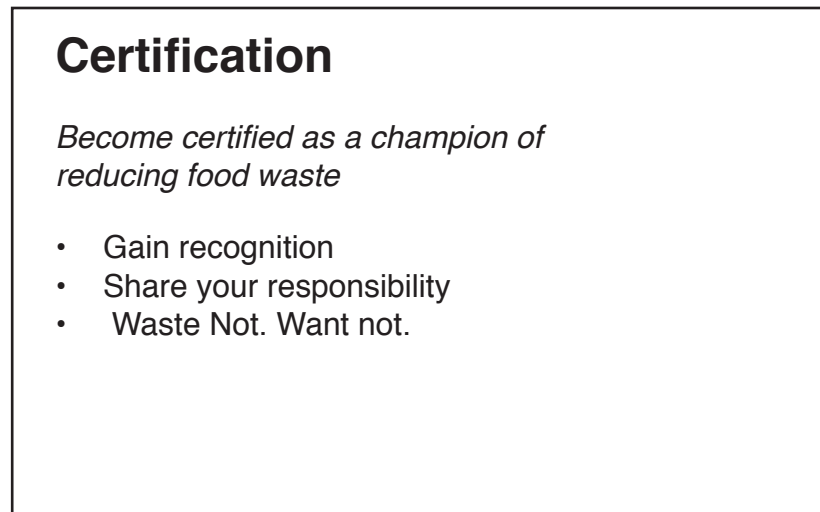 Certification
Become certified as a champion of
reducing food waste
• Gain recognition
• Share your responsibility
• Waste Not. Want not.